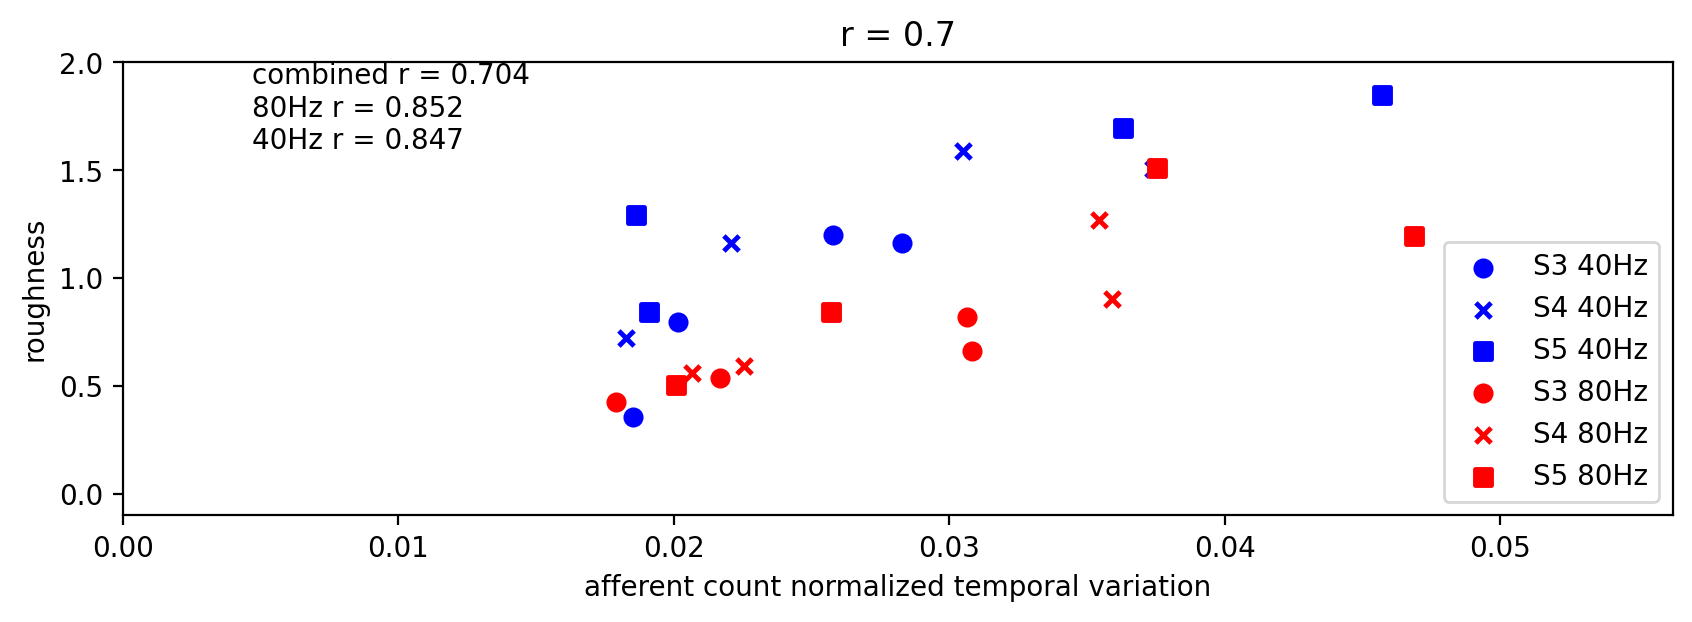 r = 0.7
combined r = 0.704
80Hz r = 0.852
40Hz r = 0.847
2.0
1.5
1.0
0.5
0.0
roughness
0.00
0.01
0.02
0.03
0.04
0.05
afferent count normalized temporal variation
S3 40Hz
S4 40Hz
S5 40Hz
S3 80Hz
S4 80Hz
S5 80Hz